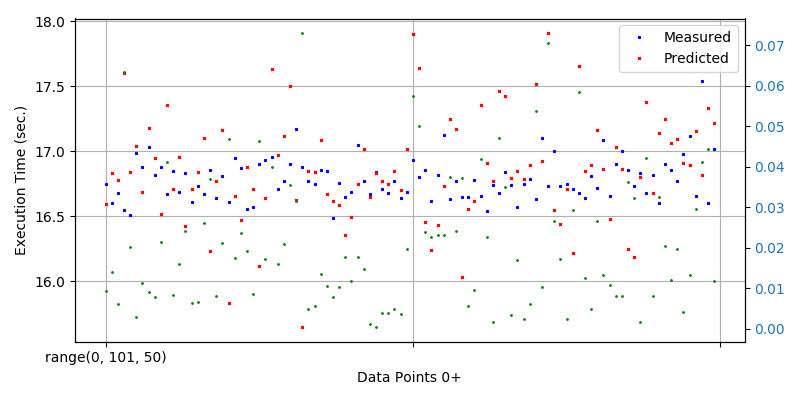 18.0
17.5
17.0
16.5
16.0
Execution Time (sec.)
Measured
Predicted
0.07
0.06
0.05
0.04
0.03
0.02
0.01
0.00
range(0, 101, 50)
Data Points 0+